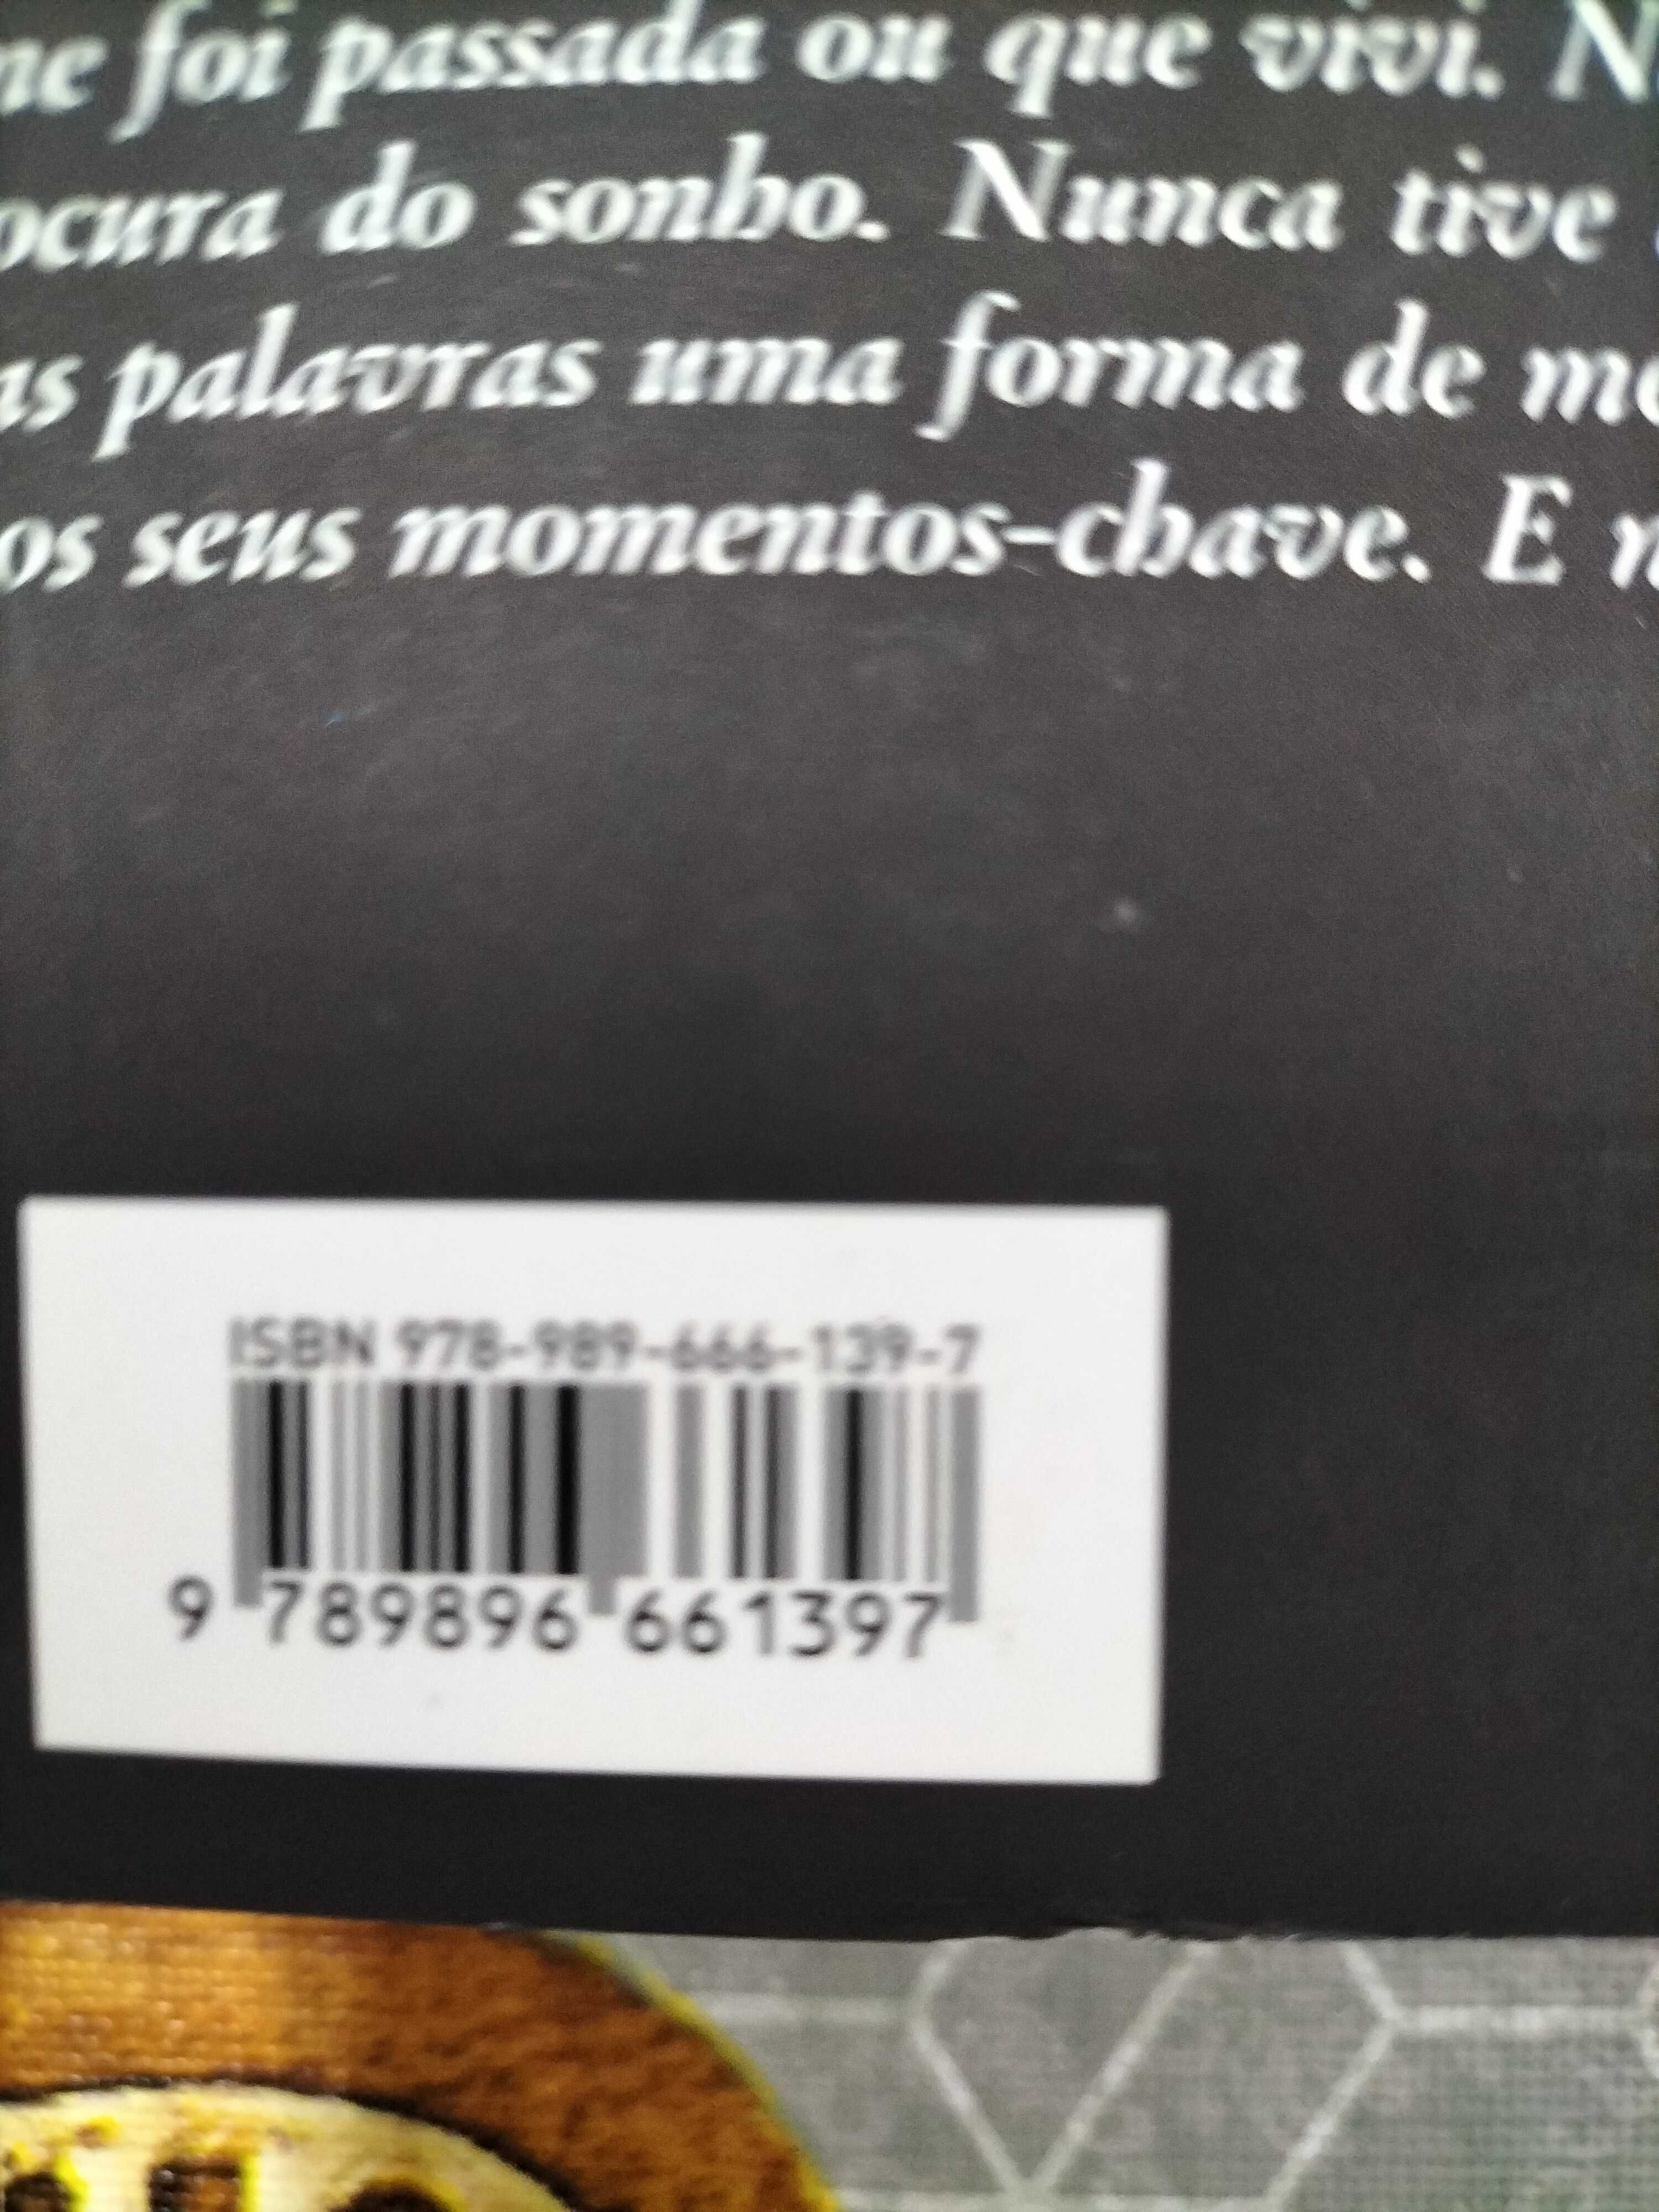 me foi passada ou que vivi. N
ocura do sonho. Nunca tive
as palavras uma forma de me
os seus momentos-chave. E n
ISBN 978-989-666-139-7
9 789896 661397